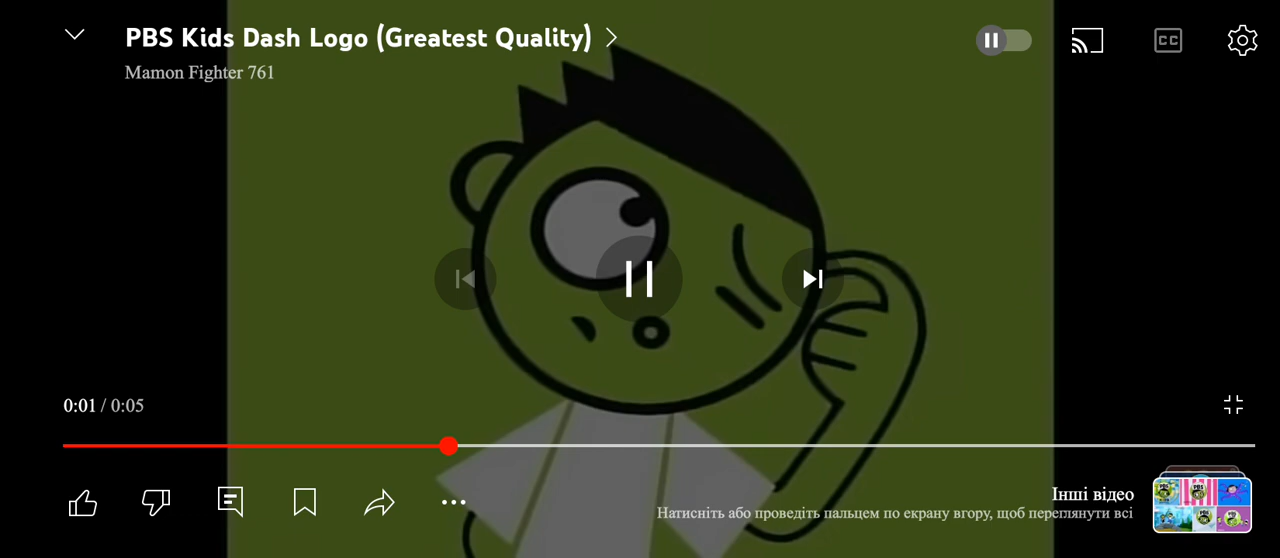 PBS Kids Dash Logo (Greatest Quality)
Mamon Fighter 761
CC
0:01 / 0:05
Інші відео
Натисніть або проведіть пальцем по екрану вгору, щоб переглянути всі